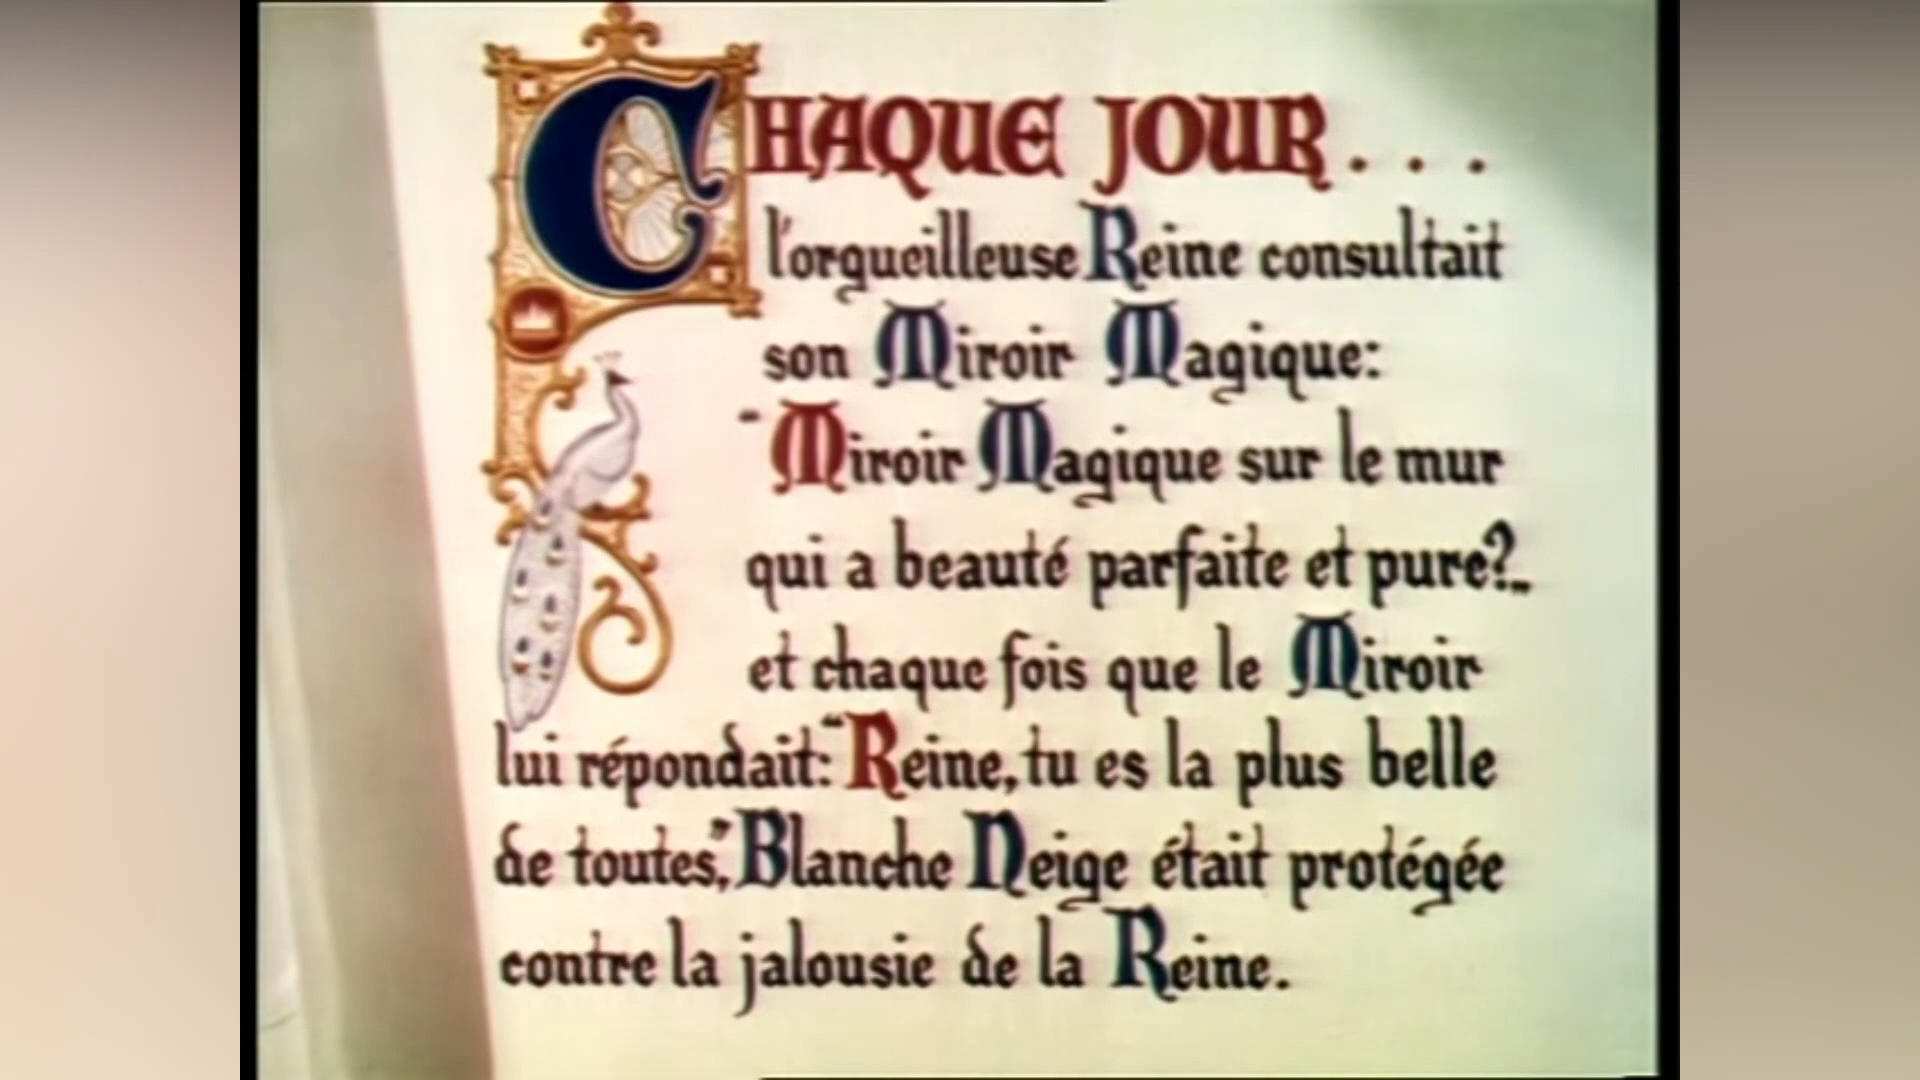 CHAQUE JOUR...
l'orgueilleuse Reine consultait
son Miroir Magique:
"Miroir Magique sur le mur
qui a beauté parfaite et pure?"
et chaque fois que le Miroir
lui répondait: "Reine, tu es la plus belle
de toutes," Blanche Neige était protégée
contre la jalousie de la Reine.